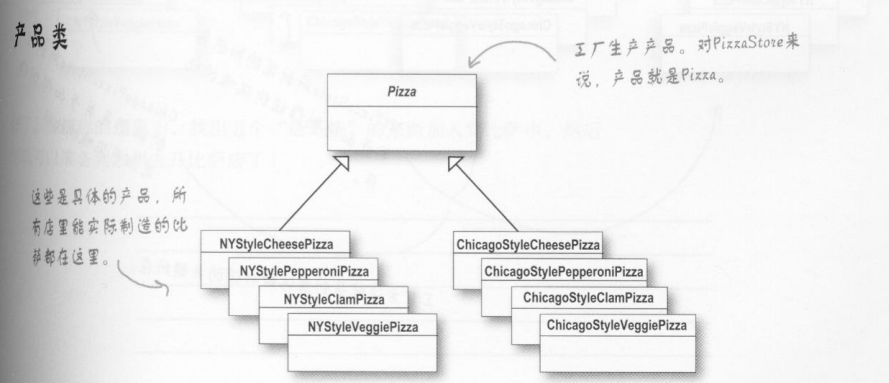 产品类
工厂生产产品。对PizzaStore来
说，产品就是Pizza。
Pizza
这些是具体的产品，所
有店里能实际制造的比
萨都在这里。
NYStyleCheesePizza
NYStylePepperoniPizza
NYStyleClamPizza
NYStyleVeggiePizza
ChicagoStyleCheesePizza
ChicagoStylePepperoniPizza
ChicagoStyleClamPizza
ChicagoStyleVeggiePizza